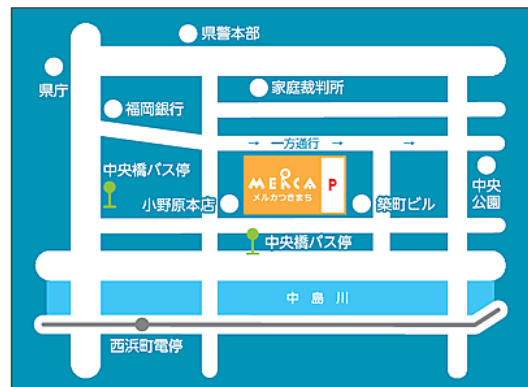 県警本部
県庁
家庭裁判所
福岡銀行
→ 一方通行 → →
中央橋バス停
MERCA
メルカつきまち
P
中央
公園
小野原本店
築町ビル
中央橋バス停
中島川
西浜町電停